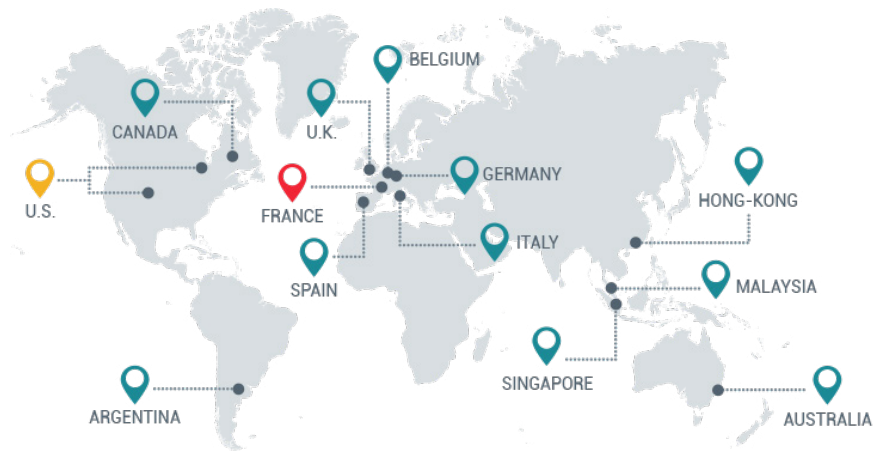 BELGIUM
CANADA
U.K.
GERMANY
U.S.
FRANCE
HONG-KONG
ITALY
SPAIN
MALAYSIA
SINGAPORE
ARGENTINA
AUSTRALIA